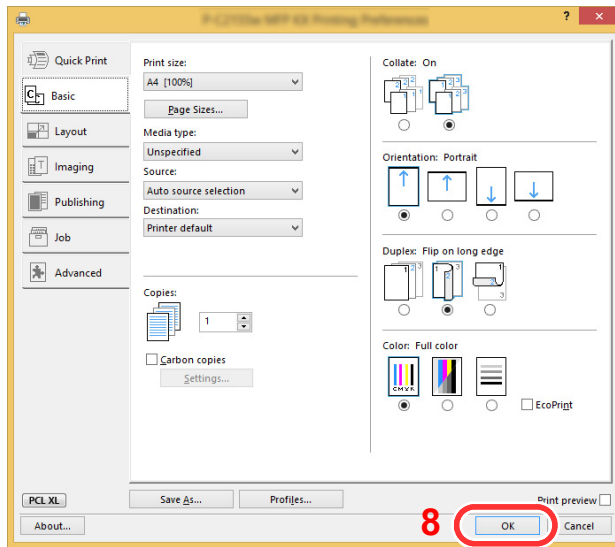 ?
Quick Print
Basic
Layout
Imaging
Publishing
Job
Advanced
Print size:
A4 [100%]
Page Sizes...
Media type:
Unspecified
Source:
Auto source selection
Destination:
Printer default
Copies:
1
Carbon copies
Settings...
Collate: On
Orientation: Portrait
Duplex: Flip on long edge
Color: Full color
CMYK
EcoPrint
PCL XL
Save As...
Profiles...
Print preview
About...
8
OK
Cancel